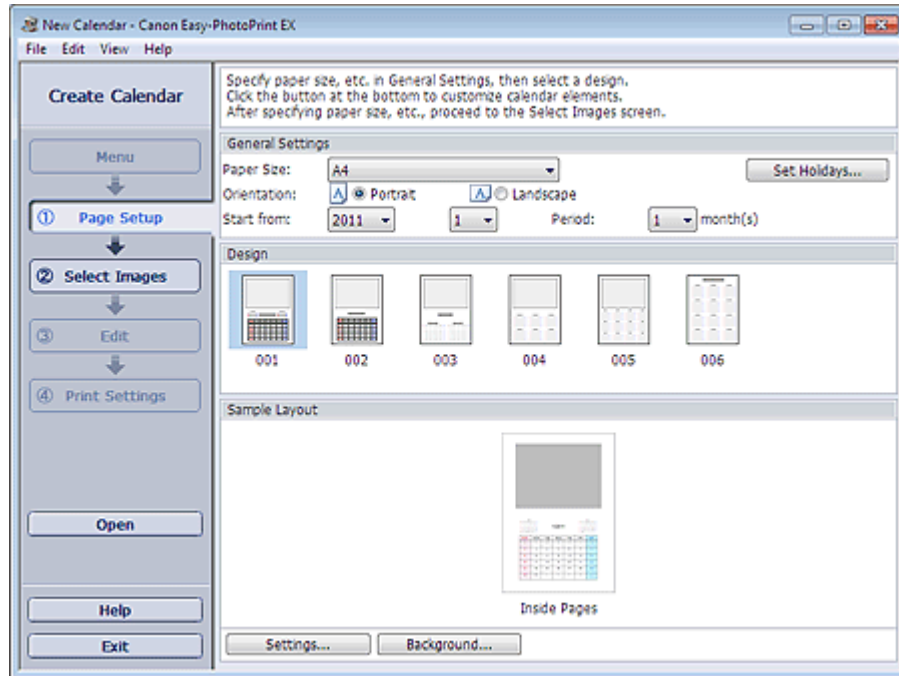 New Calendar - Canon Easy-PhotoPrint EX
File Edit View Help
Create Calendar
Menu
① Page Setup
② Select Images
③ Edit
④ Print Settings
Open
Help
Exit
Specify paper size, etc. in General Settings, then select a design.
Click the button at the bottom to customize calendar elements.
After specifying paper size, etc., proceed to the Select Images screen.
General Settings
Paper Size: A4 Set Holidays...
Orientation: A Portrait A Landscape
Start from: 2011 1 Period: 1 month(s)
Design
001 002 003 004 005 006
Sample Layout
Inside Pages
Settings... Background...